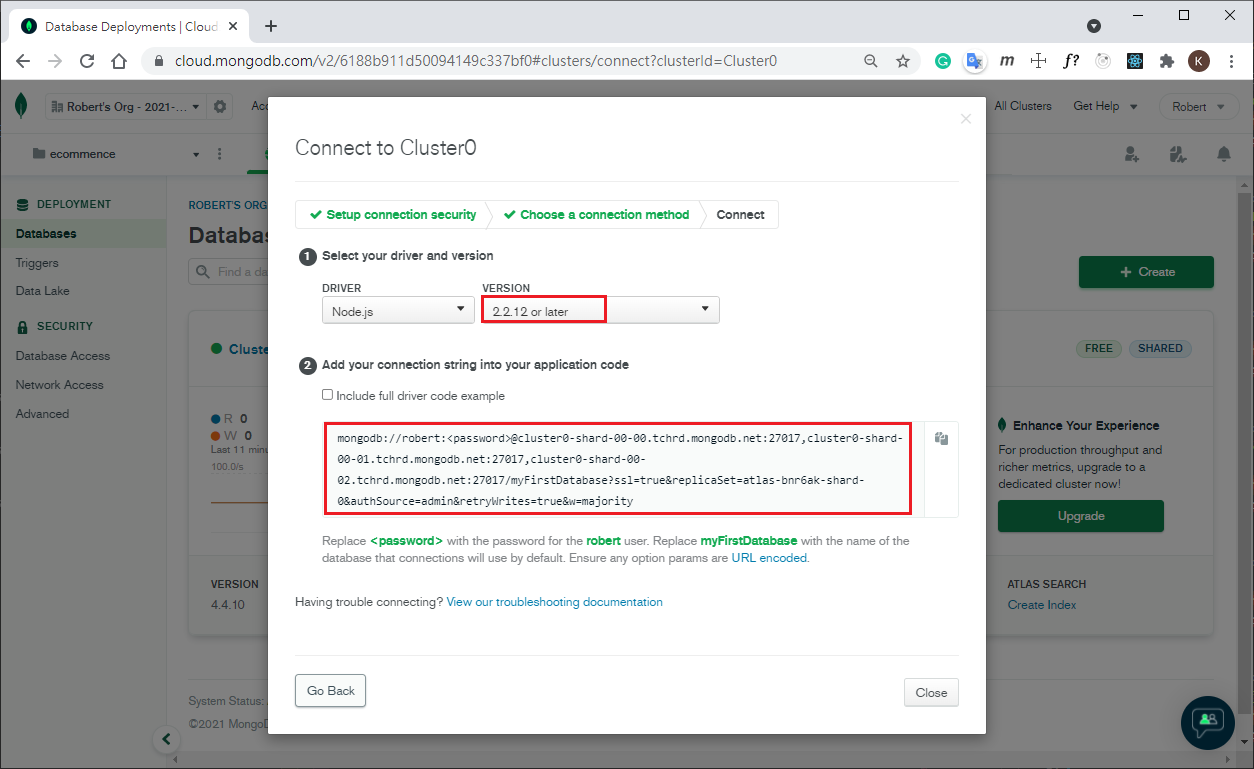 Database Deployments | Cloud
cloud.mongodb.com/v2/6188b911d50094149c337bf0#clusters/connect?clusterId=Cluster0
m
f?
K
Robert's Org - 2021-...
Acc
All Clusters
Get Help
Robert
ecommence
DEPLOYMENT
Databases
Triggers
Data Lake
SECURITY
Database Access
Network Access
Advanced
ROBERT'S ORG
Databas
Find a da
+ Create
Cluste
FREE
SHARED
R 0
W 0
Last 11 minu
100.0/s
Enhance Your Experience
For production throughput and
richer metrics, upgrade to a
dedicated cluster now!
Upgrade
VERSION
4.4.10
ATLAS SEARCH
Create Index
System Status:
©2021 MongoD
Connect to Cluster0
Setup connection security
Choose a connection method
Connect
1 Select your driver and version
DRIVER
VERSION
Node.js
2.2.12 or later
2 Add your connection string into your application code
Include full driver code example
mongodb://robert:<password>@cluster0-shard-00-00.tchrd.mongodb.net:27017,cluster0-shard-
00-01.tchrd.mongodb.net:27017,cluster0-shard-00-
02.tchrd.mongodb.net:27017/myFirstDatabase?ssl=true&replicaSet=atlas-bnr6ak-shard-
0&authSource=admin&retryWrites=true&w=majority
Replace <password> with the password for the robert user. Replace myFirstDatabase with the name of the
database that connections will use by default. Ensure any option params are URL encoded.
Having trouble connecting? View our troubleshooting documentation
Go Back
Close